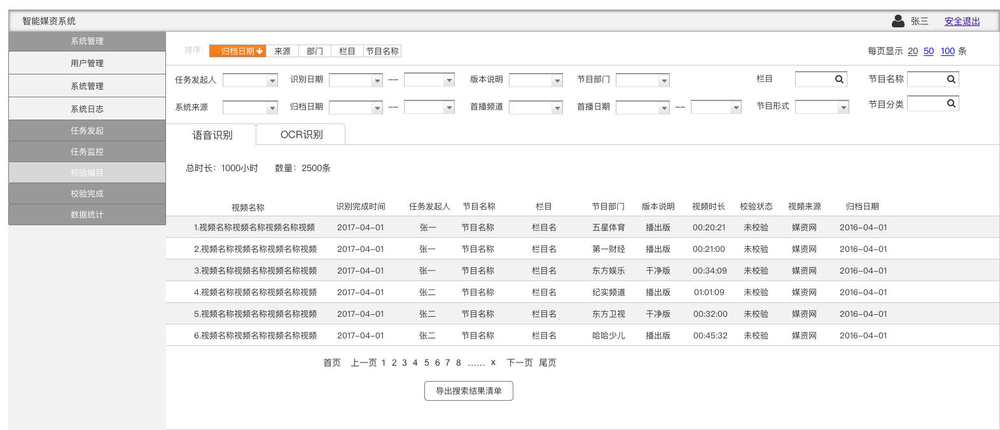 智能媒资系统 张三 安全退出
系统管理
用户管理
系统管理
系统日志
任务发起
任务监控
校验编目
校验完成
数据统计
排序: 归档日期 来源 部门 栏目 节目名称 每页显示 20 50 100 条
任务发起人 识别日期 -- 版本说明 节目部门 栏目 节目名称
系统来源 归档日期 -- 首播频道 首播日期 -- 节目形式 节目分类
语音识别 OCR识别
总时长：1000小时 数量：2500条
视频名称 识别完成时间 任务发起人 节目名称 栏目 节目部门 版本说明 视频时长 校验状态 视频来源 归档日期
1.视频名称视频名称视频名称视频 2017-04-01 张一 节目名称 栏目名 五星体育 播出版 00:20:21 未校验 媒资网 2016-04-01
2.视频名称视频名称视频名称视频 2017-04-01 张一 节目名称 栏目名 第一财经 播出版 00:21:00 未校验 媒资网 2016-04-01
3.视频名称视频名称视频名称视频 2017-04-01 张一 节目名称 栏目名 东方娱乐 干净版 00:34:09 未校验 媒资网 2016-04-01
4.视频名称视频名称视频名称视频 2017-04-01 张二 节目名称 栏目名 纪实频道 播出版 01:01:09 未校验 媒资网 2016-04-01
5.视频名称视频名称视频名称视频 2017-04-01 张二 节目名称 栏目名 东方卫视 干净版 00:32:00 未校验 媒资网 2016-04-01
6.视频名称视频名称视频名称视频 2017-04-01 张二 节目名称 栏目名 哈哈少儿 播出版 00:45:32 未校验 媒资网 2016-04-01
首页 上一页 1 2 3 4 5 6 7 8 …… x 下一页 尾页
导出搜索结果清单